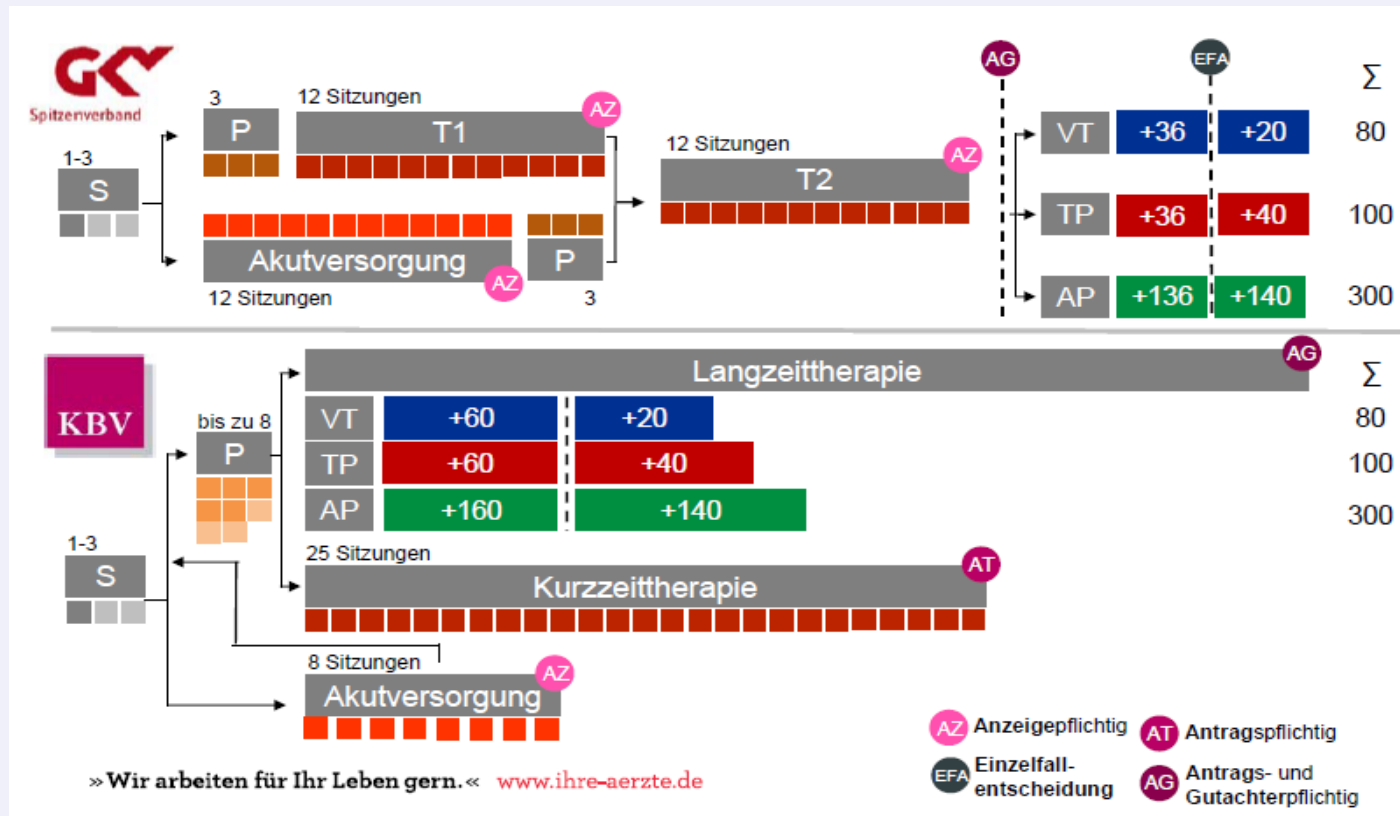 GKV
Spitzenverband
1-3
S
3
P
12 Sitzungen
T1
AZ
Akutversorgung
AZ
12 Sitzungen
P
3
12 Sitzungen
T2
AZ
AG
EFA
Σ
VT +36 +20 80
TP +36 +40 100
AP +136 +140 300
KBV
bis zu 8
P
1-3
S
Langzeittherapie
AG
Σ
VT +60 +20 80
TP +60 +40 100
AP +160 +140 300
25 Sitzungen
Kurzzeittherapie
AT
8 Sitzungen
Akutversorgung
AZ
AZ Anzeigepflichtig
AT Antragspflichtig
EFA Einzelfall-
entscheidung
AG Antrags- und
Gutachterpflichtig
»Wir arbeiten für Ihr Leben gern.« www.ihre-aerzte.de